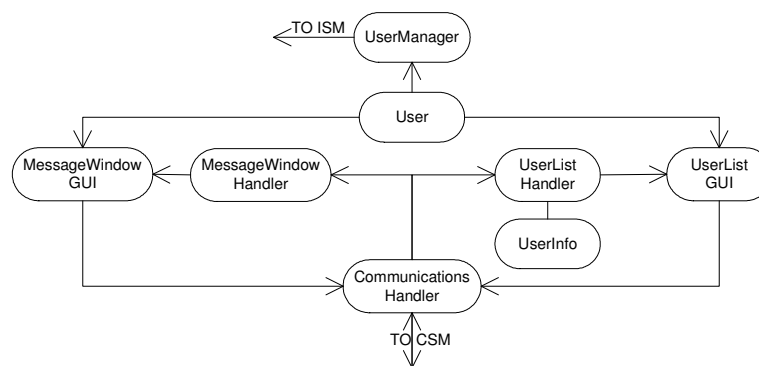 TO ISM
UserManager
User
MessageWindow
GUI
MessageWindow
Handler
UserList
Handler
UserList
GUI
UserInfo
Communications
Handler
TO CSM